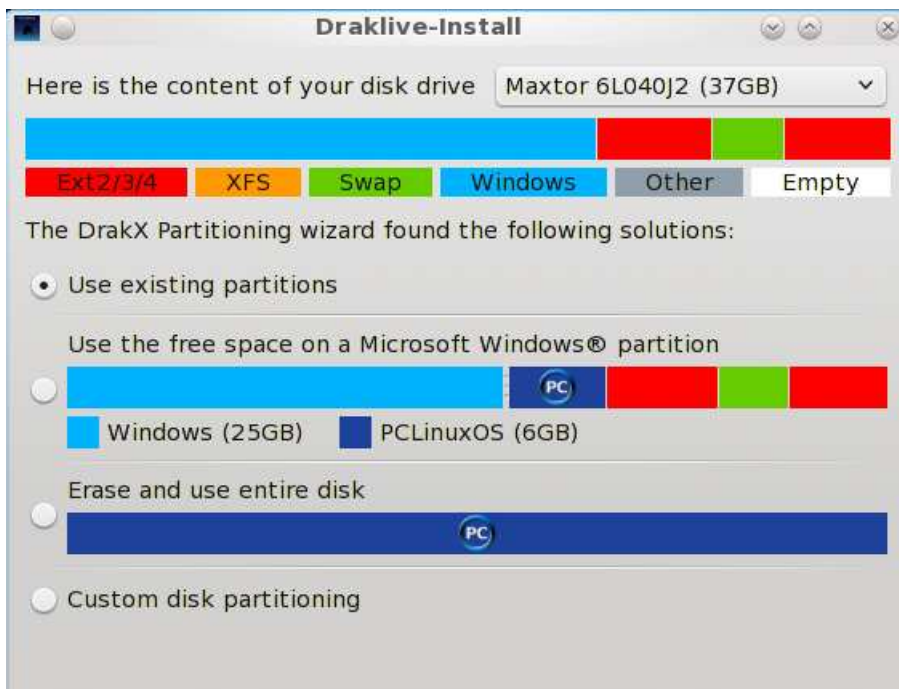 Draklive-Install
Here is the content of your disk drive Maxtor 6L040J2 (37GB)
Ext2/3/4 XFS Swap Windows Other Empty
The DrakX Partitioning wizard found the following solutions:
Use existing partitions
Use the free space on a Microsoft Windows® partition
PC
Windows (25GB) PCLinuxOS (6GB)
Erase and use entire disk
PC
Custom disk partitioning